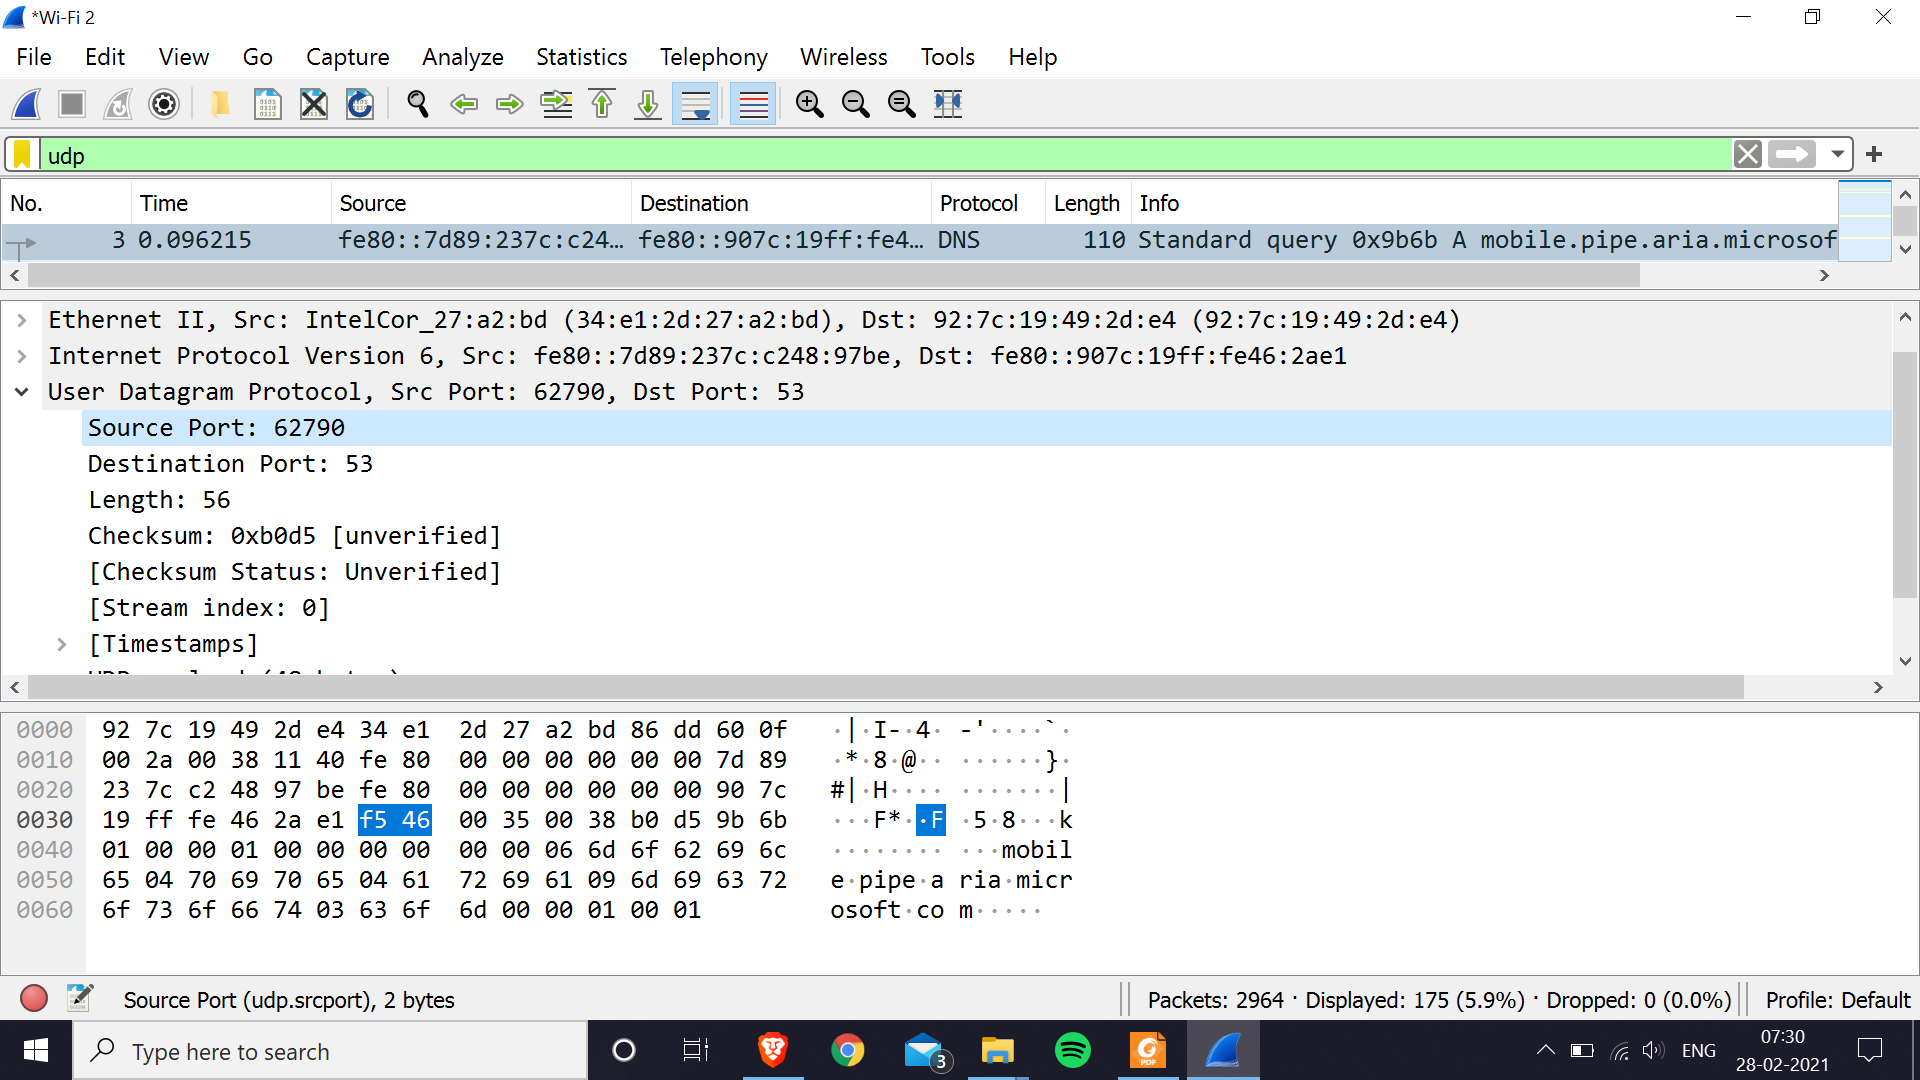 *Wi-Fi 2
File Edit View Go Capture Analyze Statistics Telephony Wireless Tools Help
udp
No. Time Source Destination Protocol Length Info
3 0.096215 fe80::7d89:237c:c24… fe80::907c:19ff:fe4… DNS 110 Standard query 0x9b6b A mobile.pipe.aria.microsof
Ethernet II, Src: IntelCor_27:a2:bd (34:e1:2d:27:a2:bd), Dst: 92:7c:19:49:2d:e4 (92:7c:19:49:2d:e4)
Internet Protocol Version 6, Src: fe80::7d89:237c:c248:97be, Dst: fe80::907c:19ff:fe46:2ae1
User Datagram Protocol, Src Port: 62790, Dst Port: 53
Source Port: 62790
Destination Port: 53
Length: 56
Checksum: 0xb0d5 [unverified]
[Checksum Status: Unverified]
[Stream index: 0]
[Timestamps]
0000 92 7c 19 49 2d e4 34 e1 2d 27 a2 bd 86 dd 60 0f ·|·I-·4· -'····`·
0010 00 2a 00 38 11 40 fe 80 00 00 00 00 00 00 7d 89 ·*·8·@·· ······}·
0020 23 7c c2 48 97 be fe 80 00 00 00 00 00 00 90 7c #|·H···· ·······|
0030 19 ff fe 46 2a e1 f5 46 00 35 00 38 b0 d5 9b 6b ···F*··F ·5·8···k
0040 01 00 00 01 00 00 00 00 00 00 06 6d 6f 62 69 6c ········ ···mobil
0050 65 04 70 69 70 65 04 61 72 69 61 09 6d 69 63 72 e·pipe·a ria·micr
0060 6f 73 6f 66 74 03 63 6f 6d 00 00 01 00 01 osoft·co m·····
Source Port (udp.srcport), 2 bytes Packets: 2964 · Displayed: 175 (5.9%) · Dropped: 0 (0.0%) Profile: Default
Type here to search 3 PDF ENG 07:30
28-02-2021